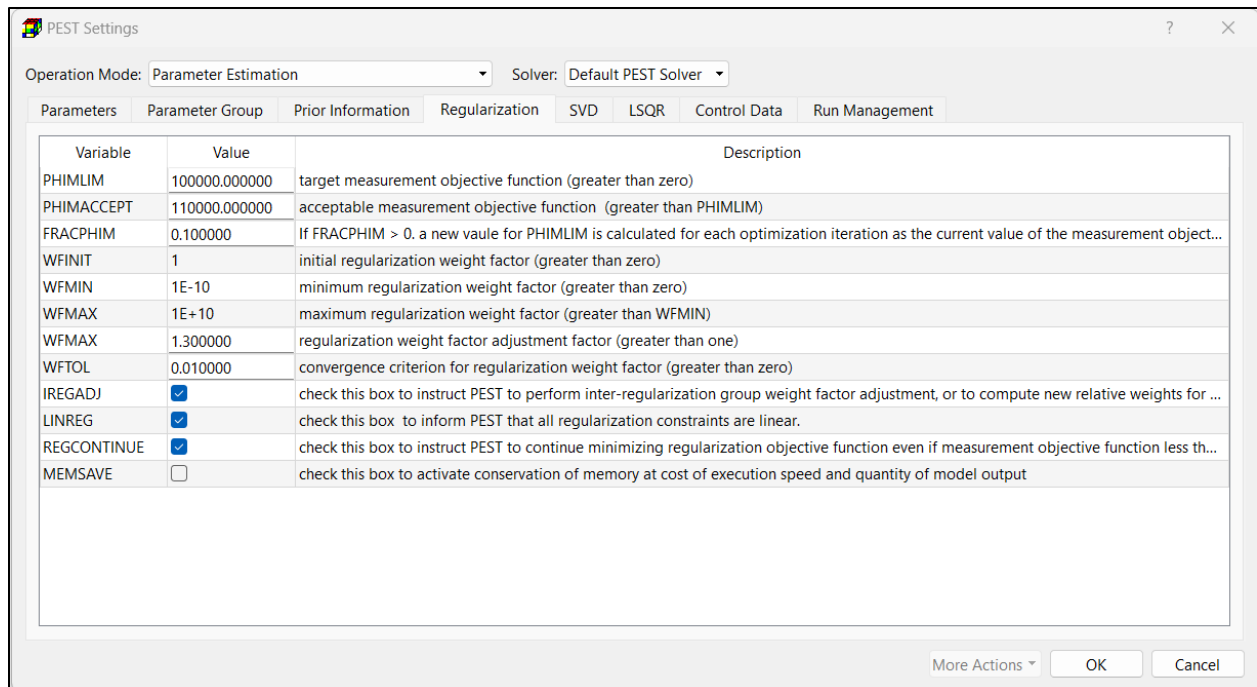 PEST Settings
?
Operation Mode: Parameter Estimation Solver: Default PEST Solver
Parameters Parameter Group Prior Information Regularization SVD LSQR Control Data Run Management
Variable Value Description
PHIMLIM 100000.000000 target measurement objective function (greater than zero)
PHIMACCEPT 110000.000000 acceptable measurement objective function (greater than PHIMLIM)
FRACPHIM 0.100000 If FRACPHIM > 0. a new vaule for PHIMLIM is calculated for each optimization iteration as the current value of the measurement object...
WFINIT 1 initial regularization weight factor (greater than zero)
WFMIN 1E-10 minimum regularization weight factor (greater than zero)
WFMAX 1E+10 maximum regularization weight factor (greater than WFMIN)
WFMAX 1.300000 regularization weight factor adjustment factor (greater than one)
WFTOL 0.010000 convergence criterion for regularization weight factor (greater than zero)
IREGADJ check this box to instruct PEST to perform inter-regularization group weight factor adjustment, or to compute new relative weights for ...
LINREG check this box to inform PEST that all regularization constraints are linear.
REGCONTINUE check this box to instruct PEST to continue minimizing regularization objective function even if measurement objective function less th...
MEMSAVE check this box to activate conservation of memory at cost of execution speed and quantity of model output
More Actions OK Cancel